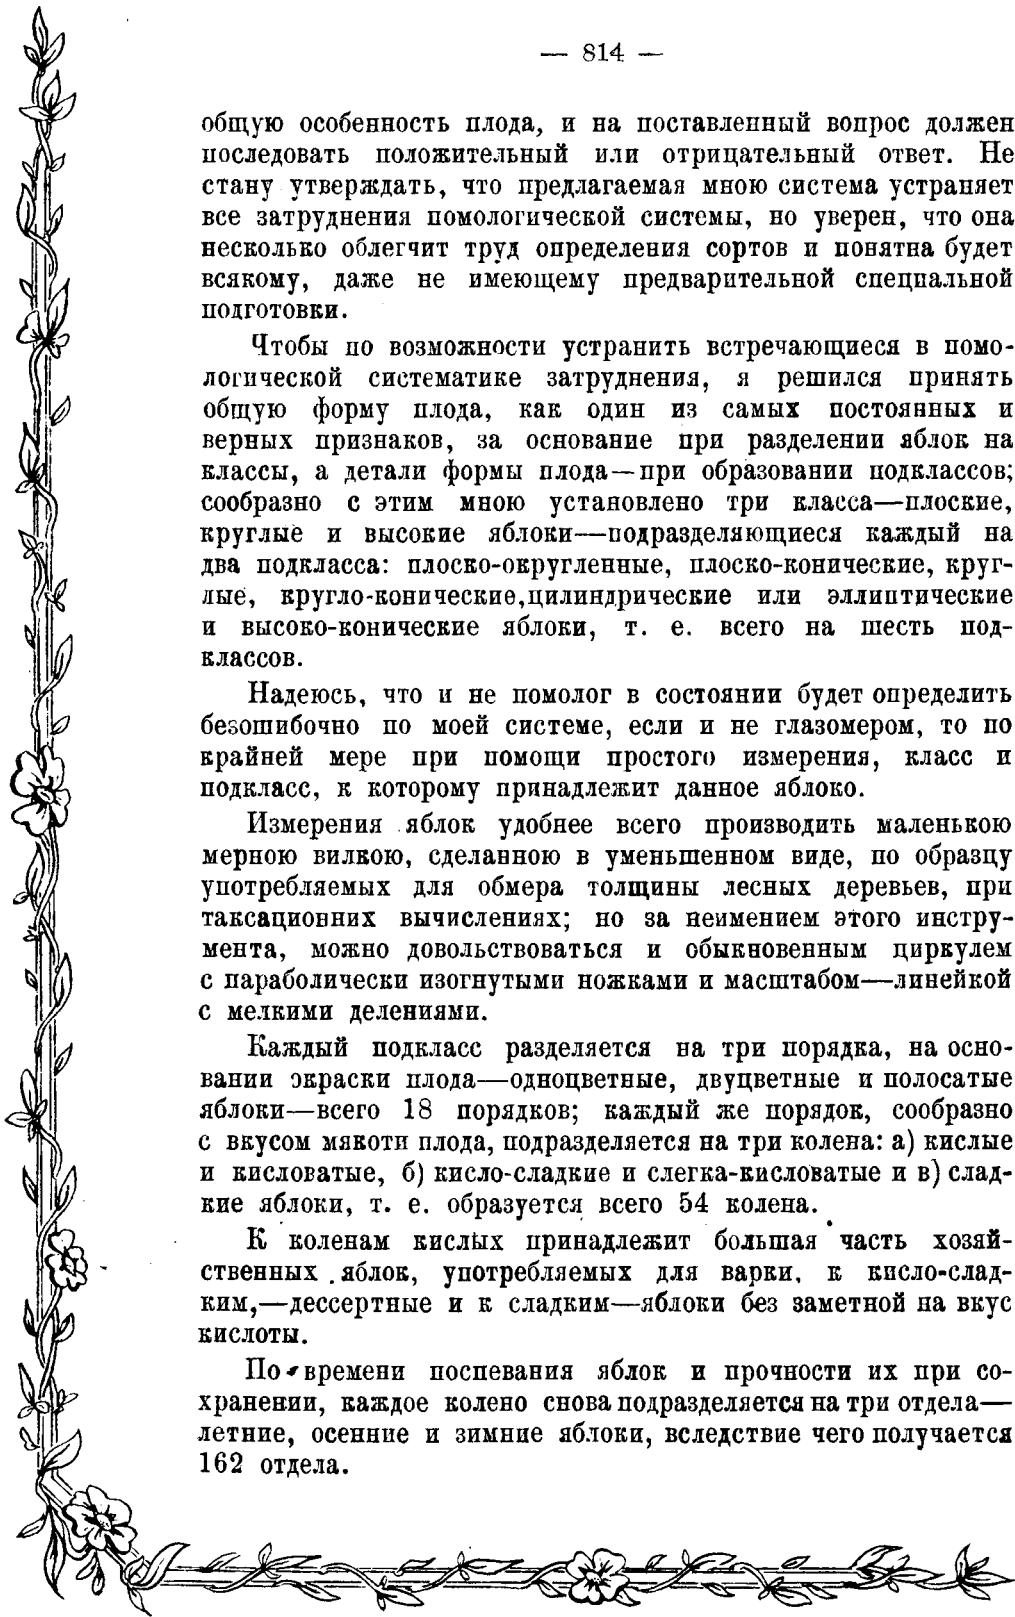 — 814 —
общую особенность плода, и на поставленный вопрос должен
последовать положительный или отрицательный ответ. Не
стану утверждать, что предлагаемая мною система устраняет
все затруднения помологической системы, но уверен, что она
несколько облегчит труд определения сортов и понятна будет
всякому, даже не имеющему предварительной специальной
подготовки.
Чтобы по возможности устранить встречающиеся в помо-
логической систематике затруднения, я решился принять
общую форму плода, как один из самых постоянных и
верных признаков, за основание при разделении яблок на
классы, а детали формы плода—при образовании подклассов;
сообразно с этим мною установлено три класса—плоские,
круглые и высокие яблоки—подразделяющиеся каждый на
два подкласса: плоско-округленные, плоско-конические, круг-
лые, кругло-конические,цилиндрические или эллиптические
и высоко-конические яблоки, т. е. всего на шесть под-
классов.
Надеюсь, что и не помолог в состоянии будет определить
безошибочно по моей системе, если и не глазомером, то по
крайней мере при помощи простого измерения, класс и
подкласс, к которому принадлежит данное яблоко.
Измерения яблок удобнее всего производить маленькою
мерною вилкою, сделанною в уменьшенном виде, по образцу
употребляемых для обмера толщины лесных деревьев, при
таксационних вычислениях; но за неимением этого инстру-
мента, можно довольствоваться и обыкновенным циркулем
с параболически изогнутыми ножками и масштабом—линейкой
с мелкими делениями.
Каждый подкласс разделяется на три порядка, на осно-
вании окраски плода—одноцветные, двуцветные и полосатые
яблоки—всего 18 порядков; каждый же порядок, сообразно
с вкусом мякоти плода, подразделяется на три колена: а) кислые
и кисловатые, б) кисло-сладкие и слегка-кисловатые и в) слад-
кие яблоки, т. е. образуется всего 54 колена.
К коленам кислых принадлежит большая часть хозяй-
ственных яблок, употребляемых для варки, к кисло-слад-
ким,—дессертные и к сладким—яблоки без заметной на вкус
кислоты.
По времени поспевания яблок и прочности их при со-
хранении, каждое колено снова подразделяется на три отдела—
летние, осенние и зимние яблоки, вследствие чего получается
162 отдела.